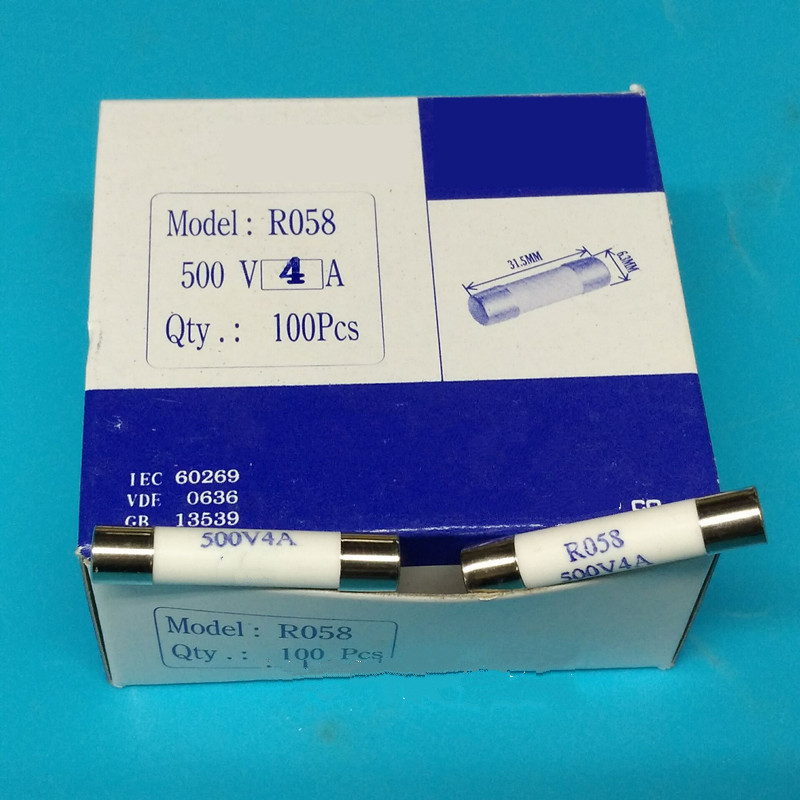 Model: R058
500 V 4 A
Qty.: 100Pcs
31.5MM
6.3MM
IEC 60269
VDE 0636
GB 13539
500V4A
R058
500V4A
Model: R058
Qty.: 100 Pcs